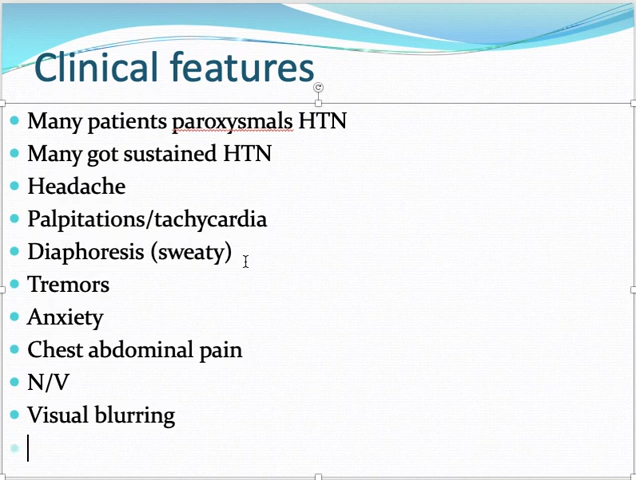 Clinical features
Many patients paroxysmals HTN
Many got sustained HTN
Headache
Palpitations/tachycardia
Diaphoresis (sweaty)
Tremors
Anxiety
Chest abdominal pain
N/V
Visual blurring